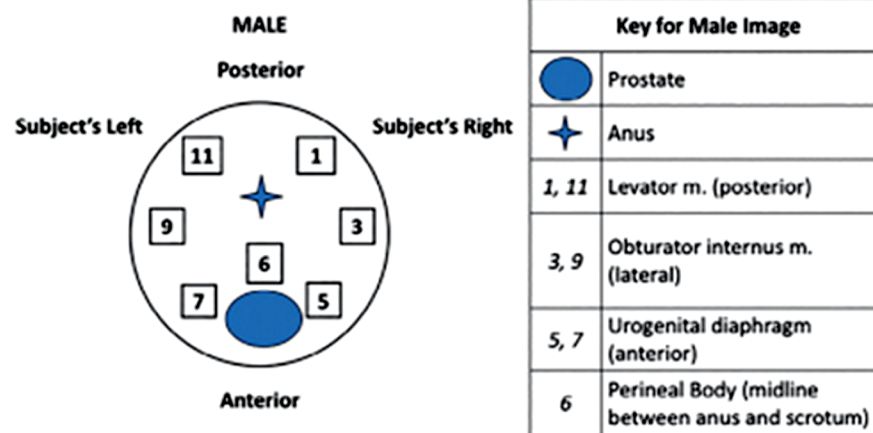 MALE
Posterior
Subject's Left
Subject's Right
11
1
9
3
6
7
5
Anterior
Key for Male Image
Prostate
Anus
1, 11 Levator m. (posterior)
3, 9 Obturator internus m.
(lateral)
5, 7 Urogenital diaphragm
(anterior)
6 Perineal Body (midline
between anus and scrotum)